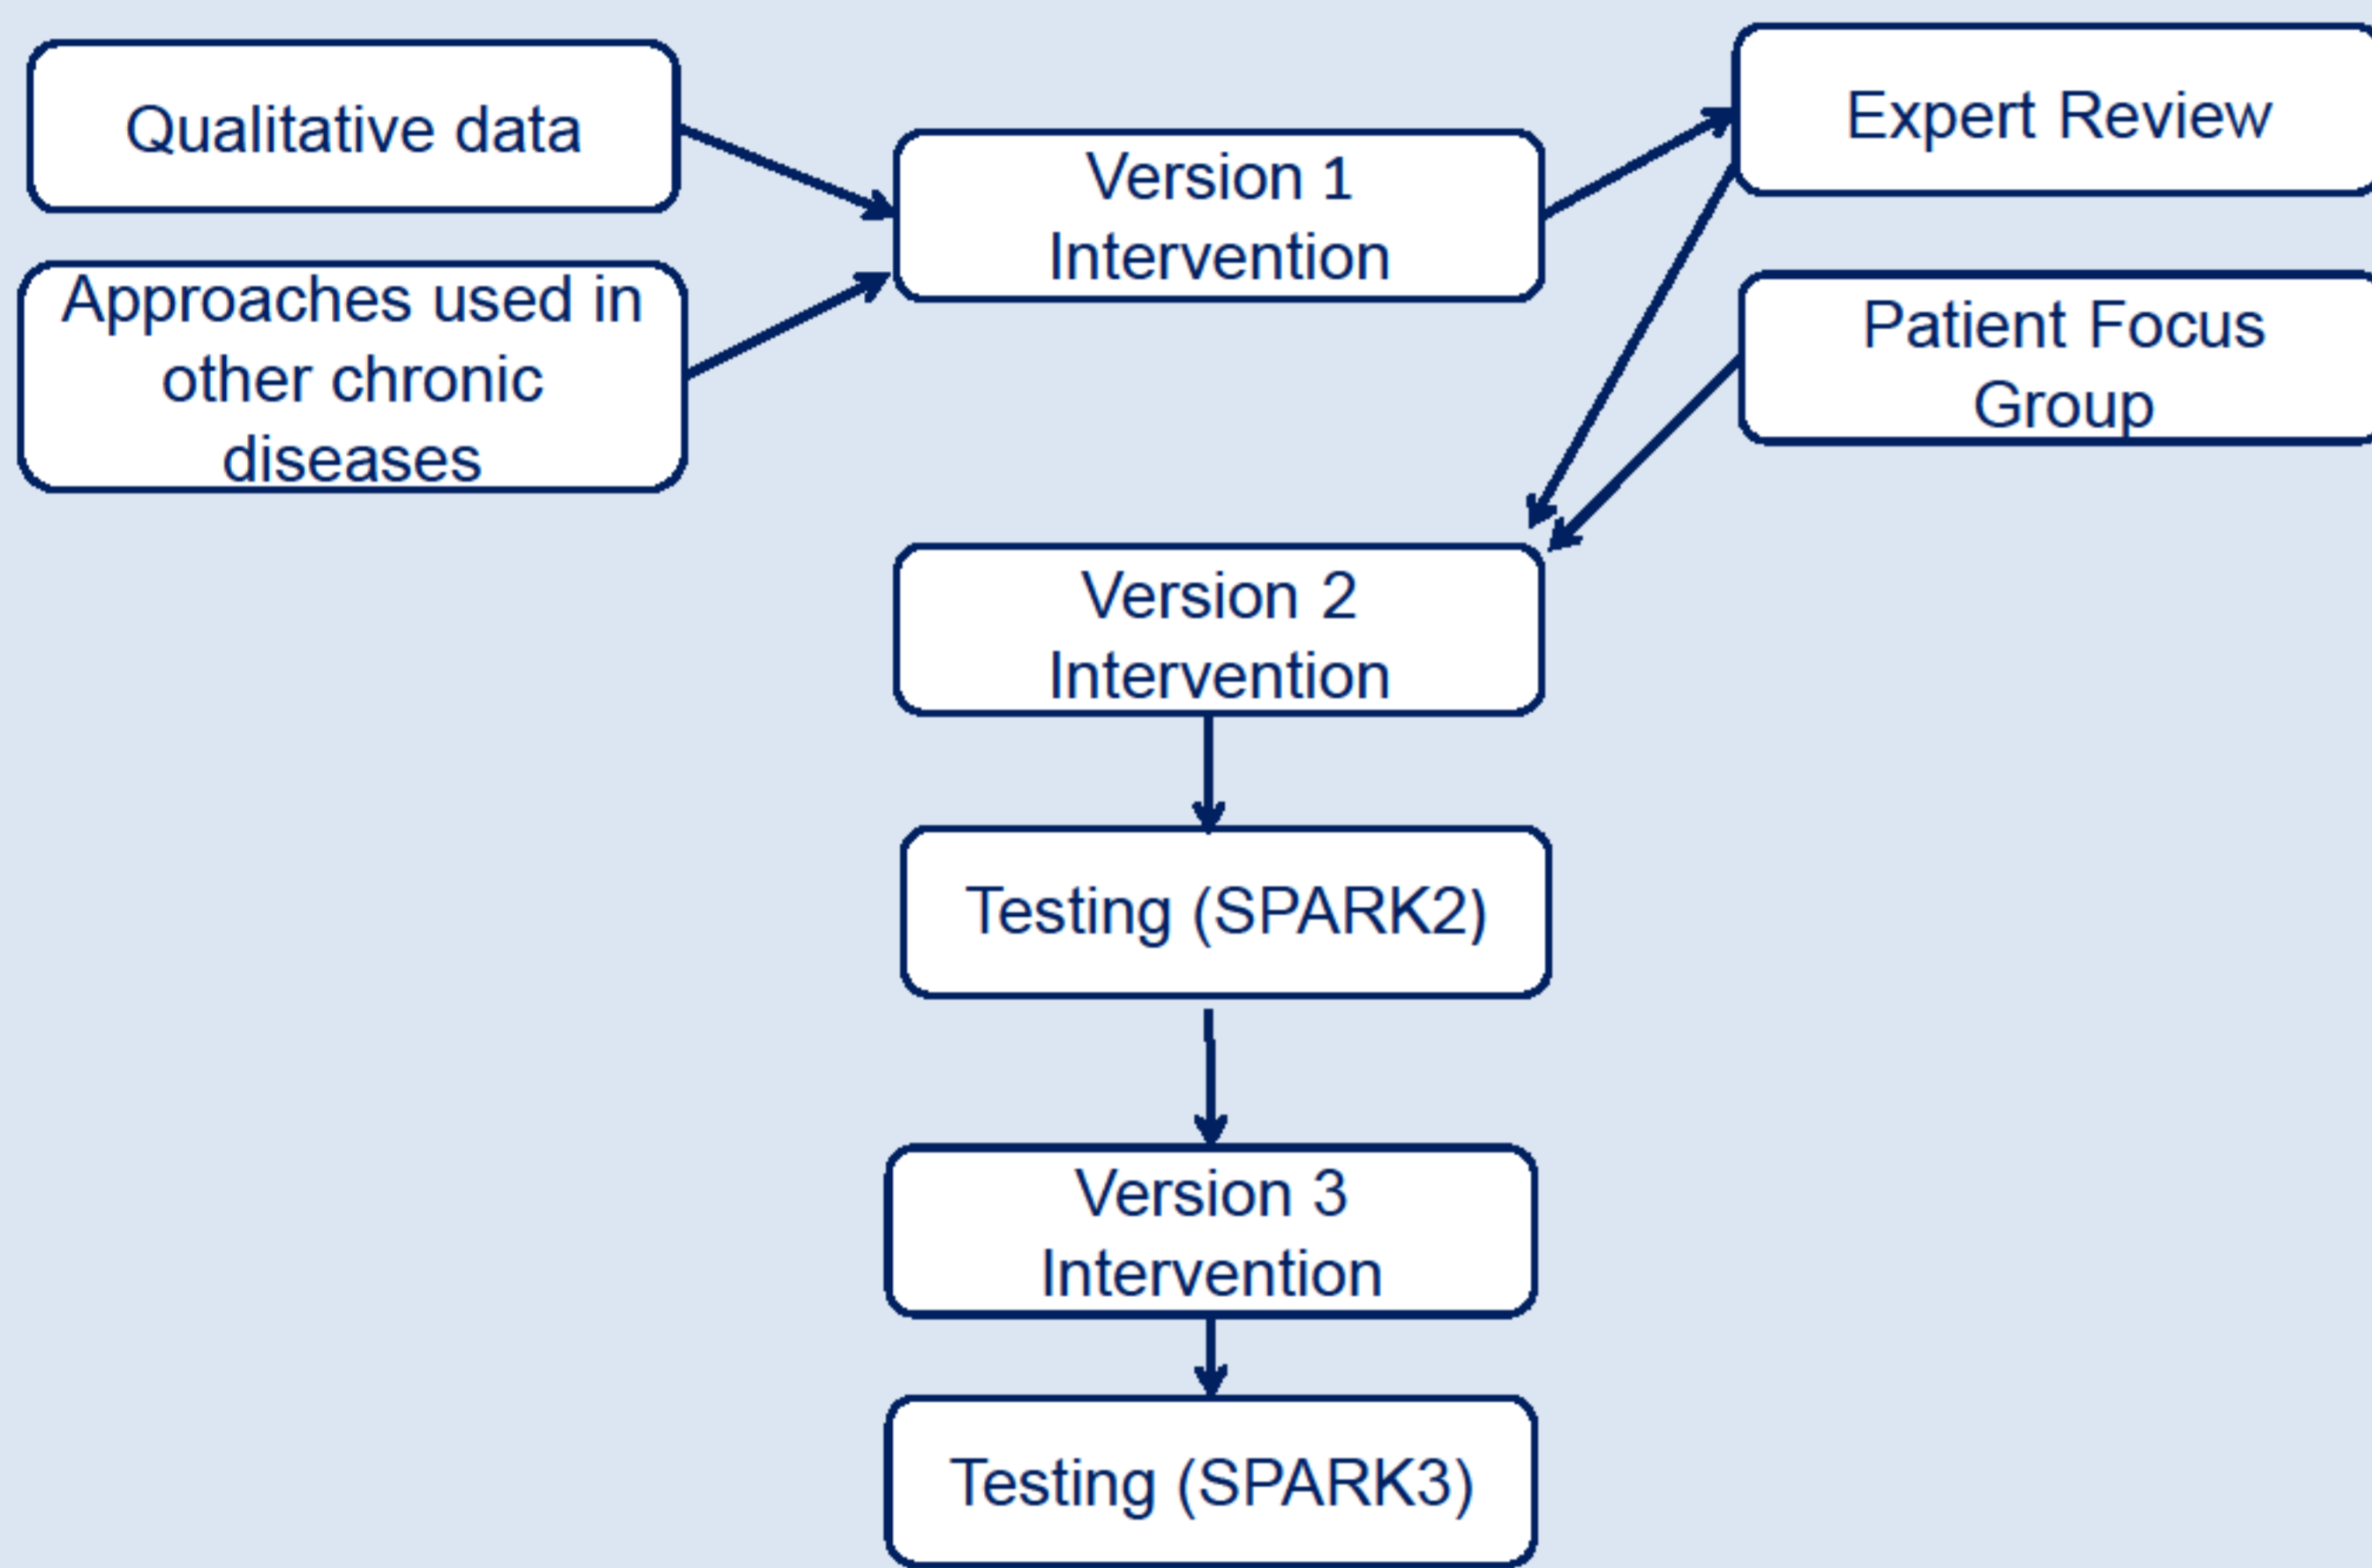 Qualitative data
Approaches used in
other chronic
diseases
Version 1
Intervention
Expert Review
Patient Focus
Group
Version 2
Intervention
Testing (SPARK2)
Version 3
Intervention
Testing (SPARK3)